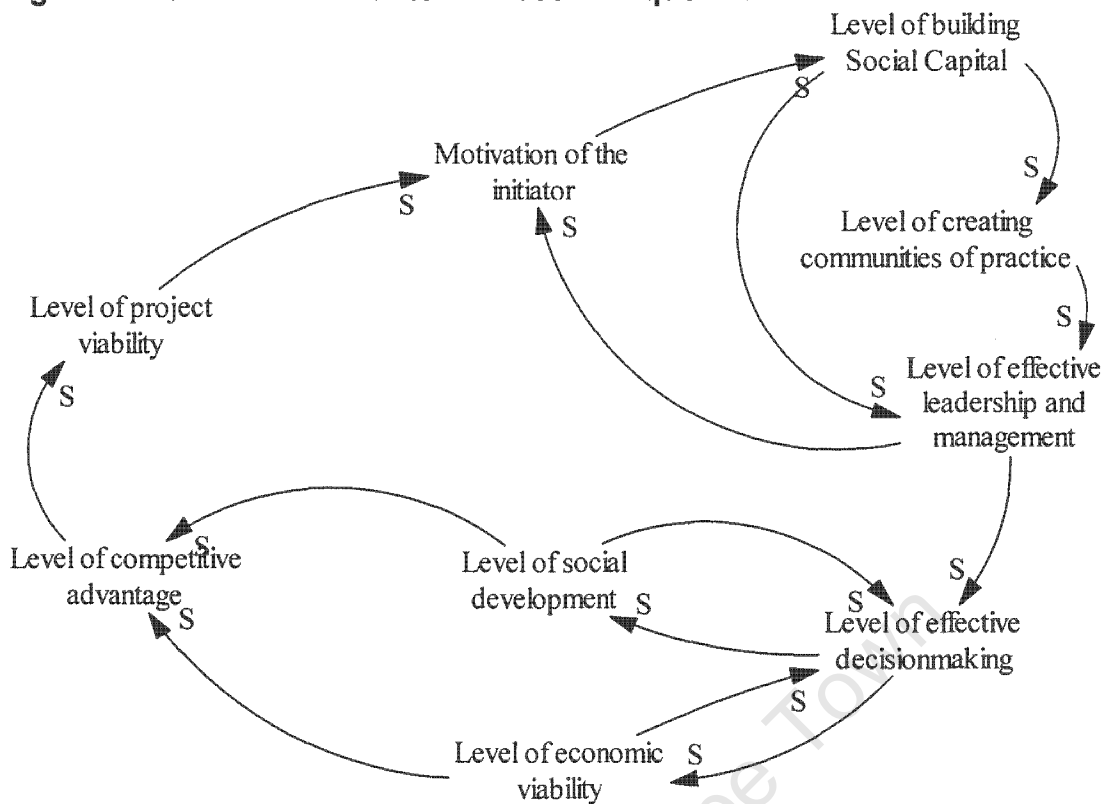 Level of building
Social Capital
S
S
Motivation of the
initiator
S
S
S
Level of creating
communities of practice
S
Level of project
viability
S
Level of effective
leadership and
management
S
S
Level of competitive
advantage
S
S
Level of social
development
S
S
S
Level of effective
decisionmaking
S
S
Level of economic
viability
Town